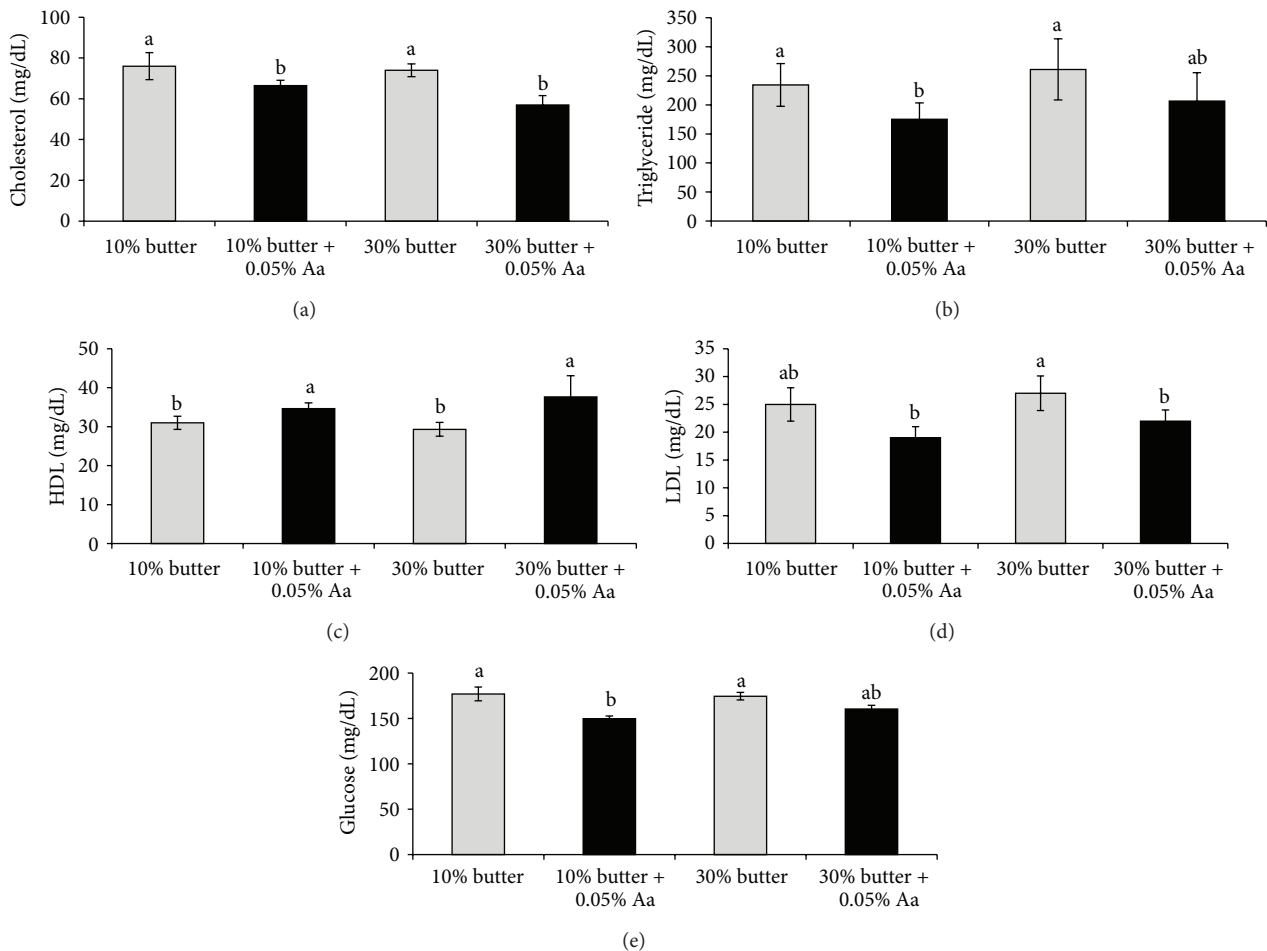 Cholesterol (mg/dL)
100
80
60
40
20
0
a
b
a
b
10% butter
10% butter +
0.05% Aa
30% butter
30% butter +
0.05% Aa
(a)
Triglyceride (mg/dL)
350
300
250
200
150
100
50
0
a
b
a
ab
10% butter
10% butter +
0.05% Aa
30% butter
30% butter +
0.05% Aa
(b)
HDL (mg/dL)
50
40
30
20
10
0
b
a
b
a
10% butter
10% butter +
0.05% Aa
30% butter
30% butter +
0.05% Aa
(c)
LDL (mg/dL)
35
30
25
20
15
10
5
0
ab
b
a
b
10% butter
10% butter +
0.05% Aa
30% butter
30% butter +
0.05% Aa
(d)
Glucose (mg/dL)
200
150
100
50
0
a
b
a
ab
10% butter
10% butter +
0.05% Aa
30% butter
30% butter +
0.05% Aa
(e)